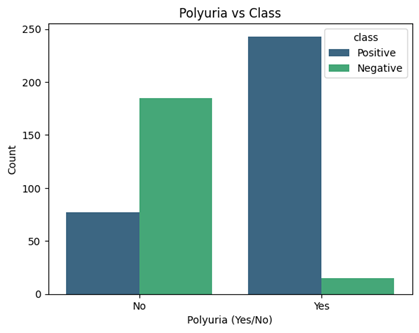 Polyuria vs Class
class
Positive
Negative
250
200
150
100
50
0
Count
No
Yes
Polyuria (Yes/No)